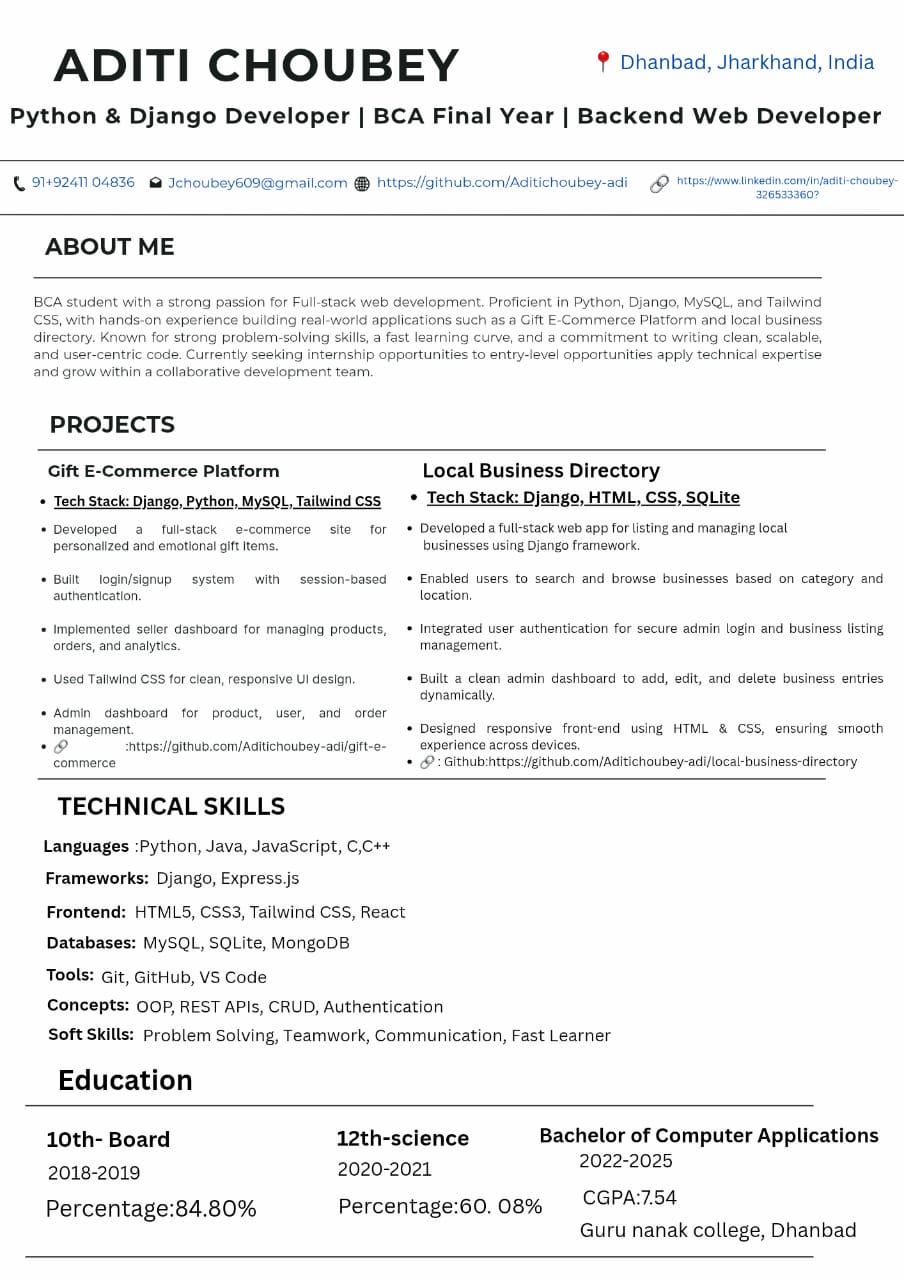 ADITI CHOUBEY
Dhanbad, Jharkhand, India
Python & Django Developer | BCA Final Year | Backend Web Developer
91+92411 04836
Jchoubey609@gmail.com
https://github.com/Aditichoubey-adi
https://www.linkedin.com/in/aditi-choubey-
326533360?
ABOUT ME
BCA student with a strong passion for Full-stack web development. Proficient in Python, Django, MySQL, and Tailwind
CSS, with hands-on experience building real-world applications such as a Gift E-Commerce Platform and local business
directory. Known for strong problem-solving skills, a fast learning curve, and a commitment to writing clean, scalable,
and user-centric code. Currently seeking internship opportunities to entry-level opportunities apply technical expertise
and grow within a collaborative development team.
PROJECTS
Gift E-Commerce Platform
• Tech Stack: Django, Python, MySQL, Tailwind CSS
• Developed a full-stack e-commerce site for
personalized and emotional gift items.
• Built login/signup system with session-based
authentication.
• Implemented seller dashboard for managing products,
orders, and analytics.
• Used Tailwind CSS for clean, responsive UI design.
• Admin dashboard for product, user, and order
management.
• :https://github.com/Aditichoubey-adi/gift-e-
commerce
Local Business Directory
• Tech Stack: Django, HTML, CSS, SQLite
• Developed a full-stack web app for listing and managing local
businesses using Django framework.
• Enabled users to search and browse businesses based on category and
location.
• Integrated user authentication for secure admin login and business listing
management.
• Built a clean admin dashboard to add, edit, and delete business entries
dynamically.
• Designed responsive front-end using HTML & CSS, ensuring smooth
experience across devices.
• : Github:https://github.com/Aditichoubey-adi/local-business-directory
TECHNICAL SKILLS
Languages :Python, Java, JavaScript, C,C++
Frameworks: Django, Express.js
Frontend: HTML5, CSS3, Tailwind CSS, React
Databases: MySQL, SQLite, MongoDB
Tools: Git, GitHub, VS Code
Concepts: OOP, REST APIs, CRUD, Authentication
Soft Skills: Problem Solving, Teamwork, Communication, Fast Learner
Education
10th- Board
2018-2019
Percentage:84.80%
12th-science
2020-2021
Percentage:60. 08%
Bachelor of Computer Applications
2022-2025
CGPA:7.54
Guru nanak college, Dhanbad